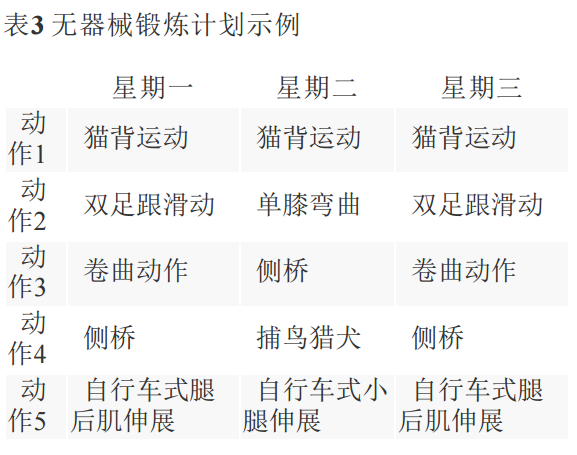 表3 无器械锻炼计划示例
星期一 星期二 星期三
动作1 猫背运动 猫背运动 猫背运动
动作2 双足跟滑动 单膝弯曲 双足跟滑动
动作3 卷曲动作 侧桥 卷曲动作
动作4 侧桥 捕鸟猎犬 侧桥
动作5 自行车式腿后肌伸展 自行车式小腿伸展 自行车式腿后肌伸展